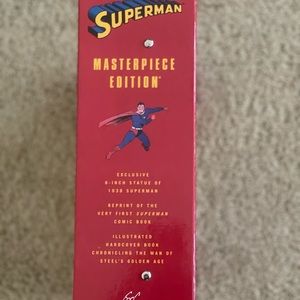 SUPERMAN
MASTERPIECE
EDITION
EXCLUSIVE
8-INCH STATUE OF
1938 SUPERMAN
REPRINT OF THE
VERY FIRST SUPERMAN
COMIC BOOK
ILLUSTRATED
HARDCOVER BOOK
CHRONICLING THE MAN OF
STEEL'S GOLDEN AGE